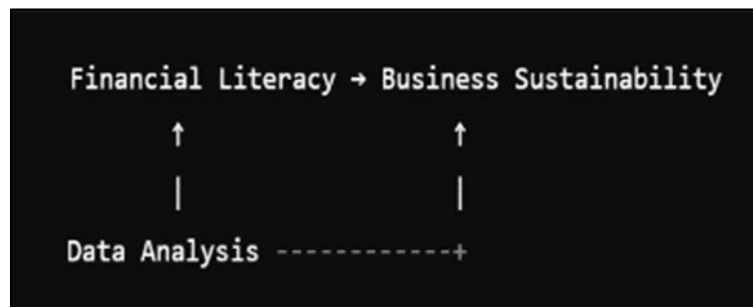 Financial Literacy → Business Sustainability
↑ ↑
| |
Data Analysis ------------+